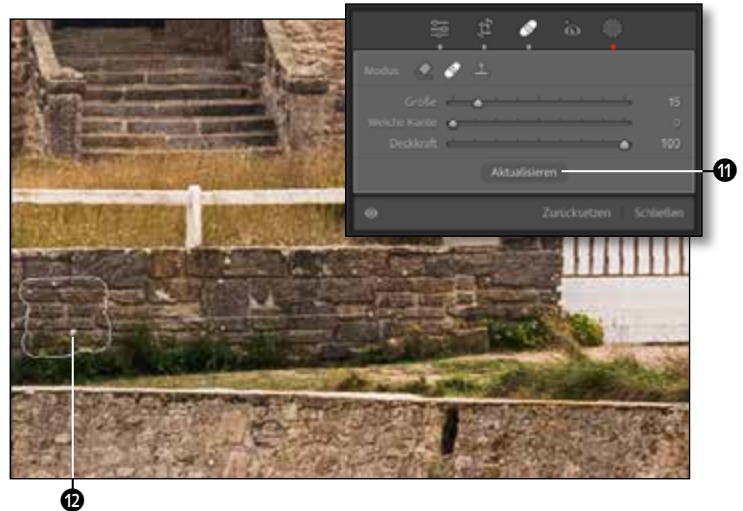 Modus:
Größe 15
Weiche Kante 0
Deckkraft 100
Aktualisieren
11
Zurücksetzen Schließen
12